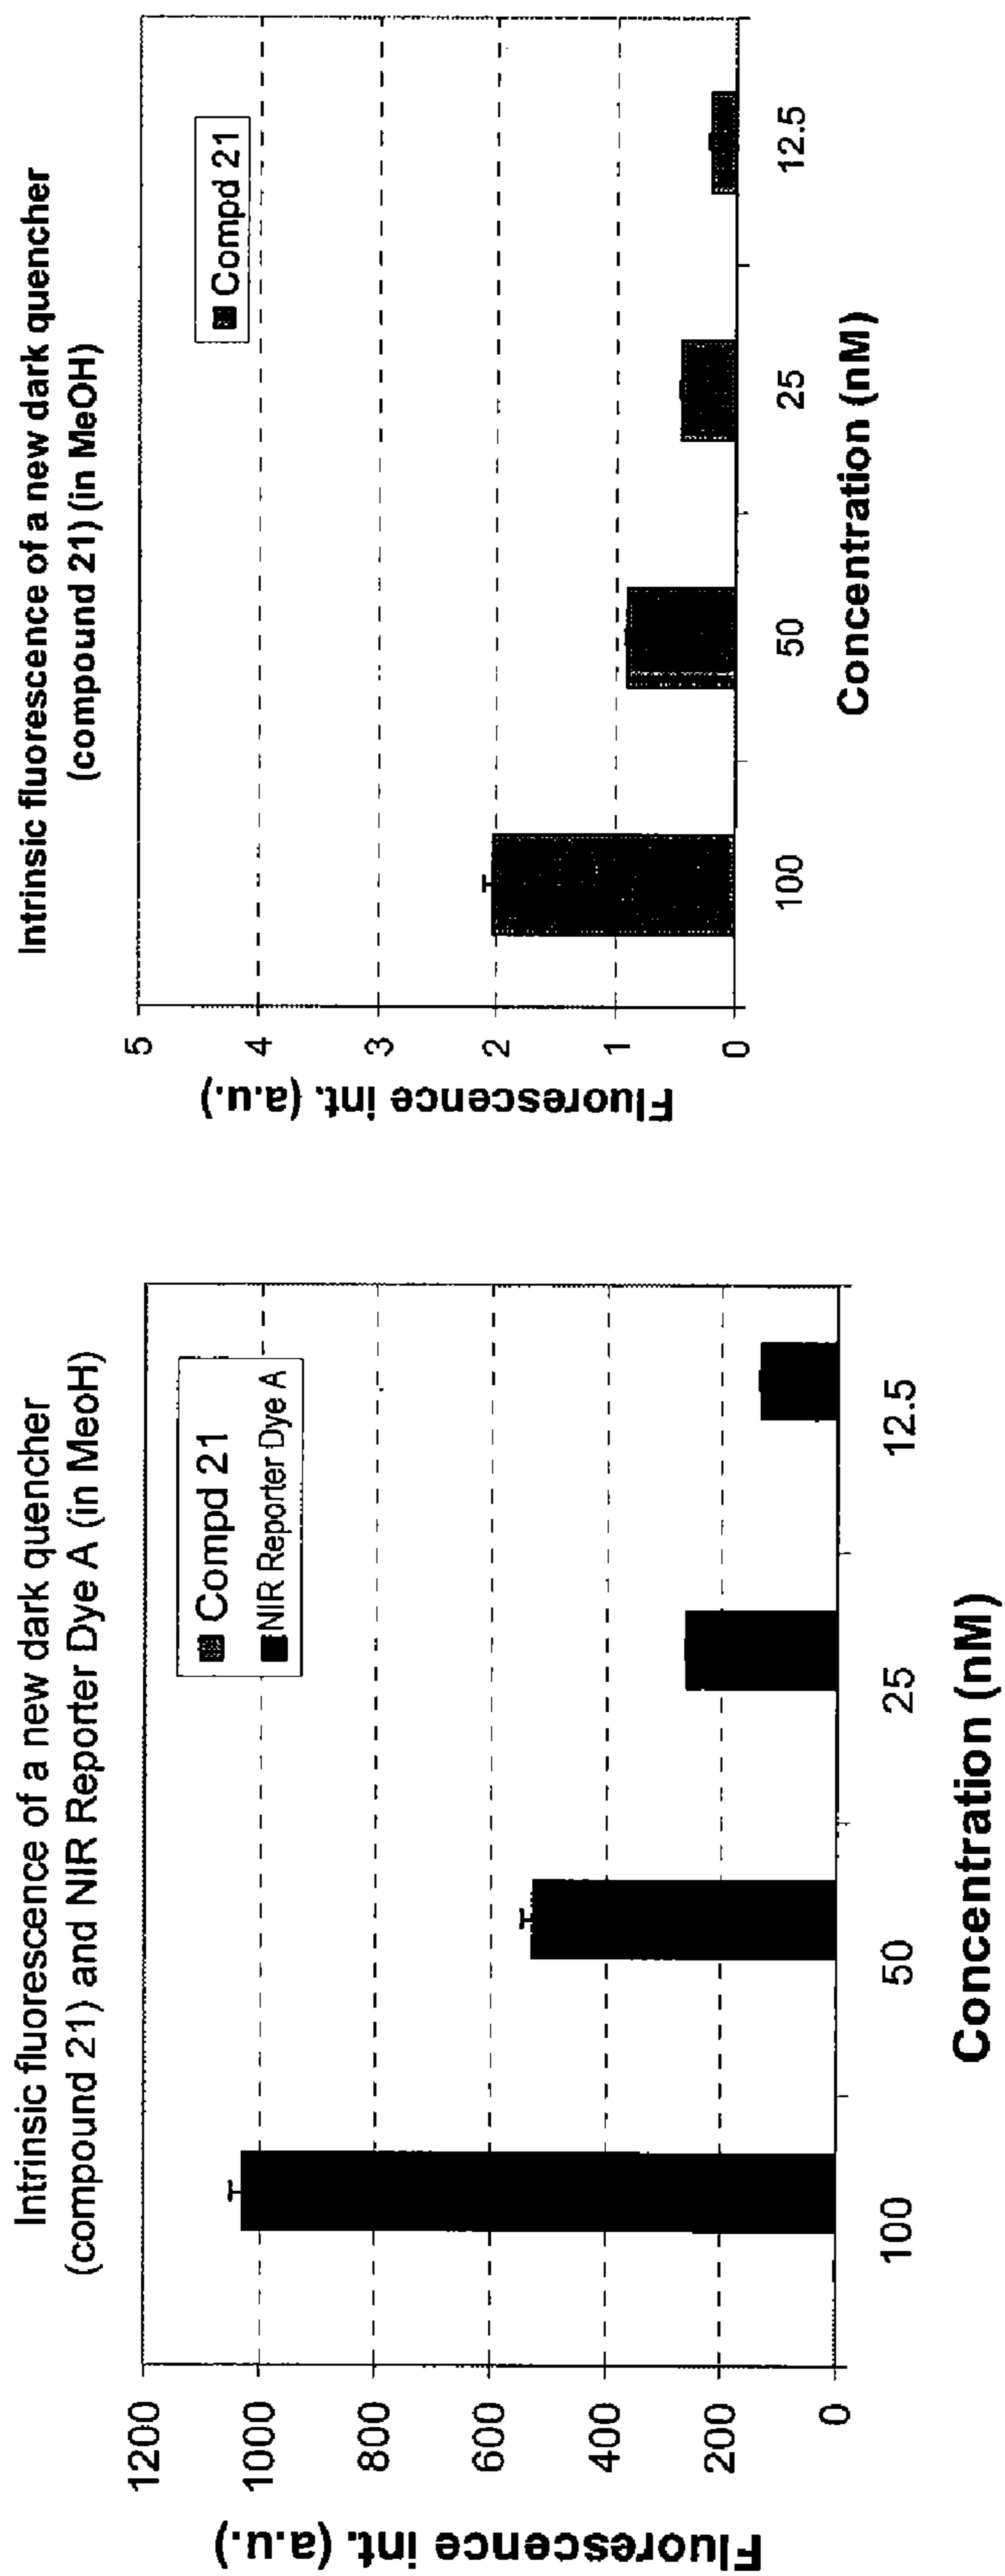 Intrinsic fluorescence of a new dark quencher
(compound 21) and NIR Reporter Dye A (in MeoH)
Compd 21
NIR Reporter Dye A
1200
1000
800
600
400
200
0
Fluorescence int. (a.u.)
100
50
25
12.5
Concentration (nM)
Intrinsic fluorescence of a new dark quencher
(compound 21) (in MeOH)
Compd 21
5
4
3
2
1
0
Fluorescence int. (a.u.)
100
50
25
12.5
Concentration (nM)